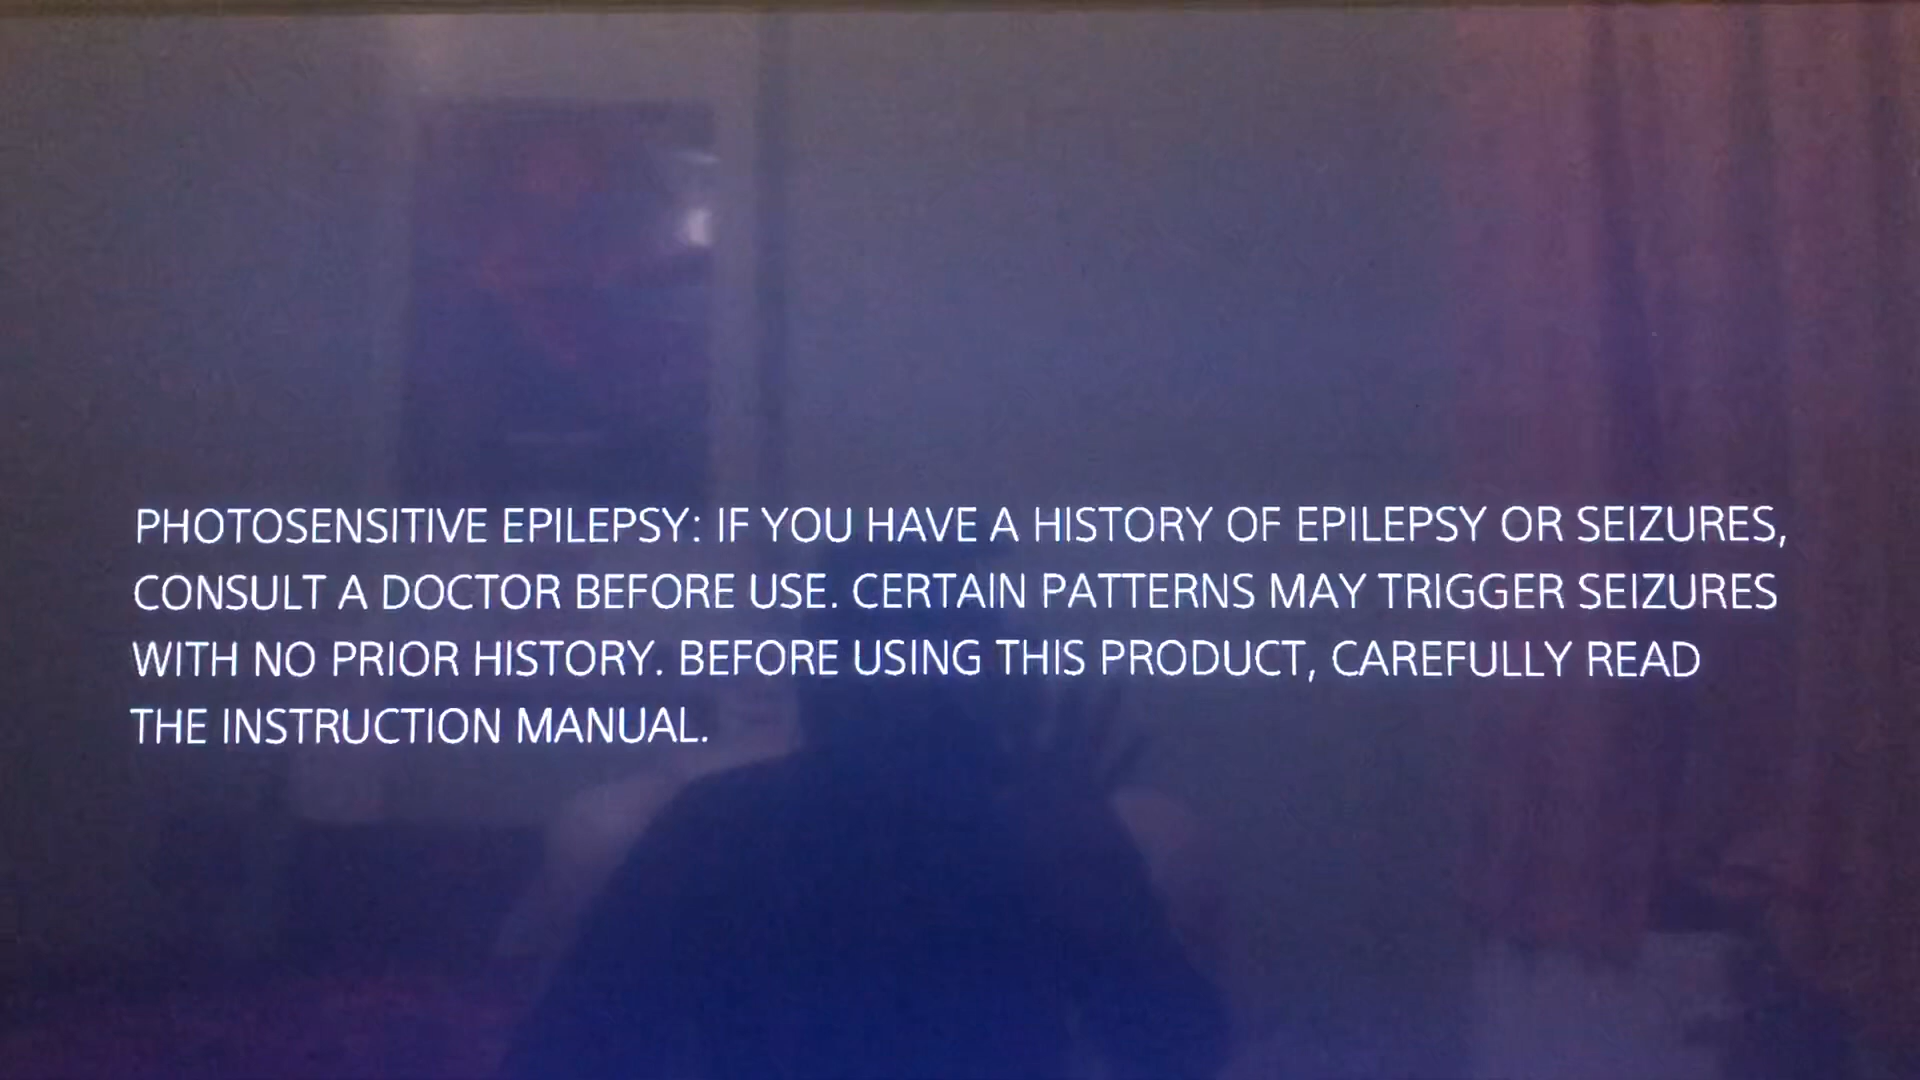 PHOTOSENSITIVE EPILEPSY: IF YOU HAVE A HISTORY OF EPILEPSY OR SEIZURES,
CONSULT A DOCTOR BEFORE USE. CERTAIN PATTERNS MAY TRIGGER SEIZURES
WITH NO PRIOR HISTORY. BEFORE USING THIS PRODUCT, CAREFULLY READ
THE INSTRUCTION MANUAL.